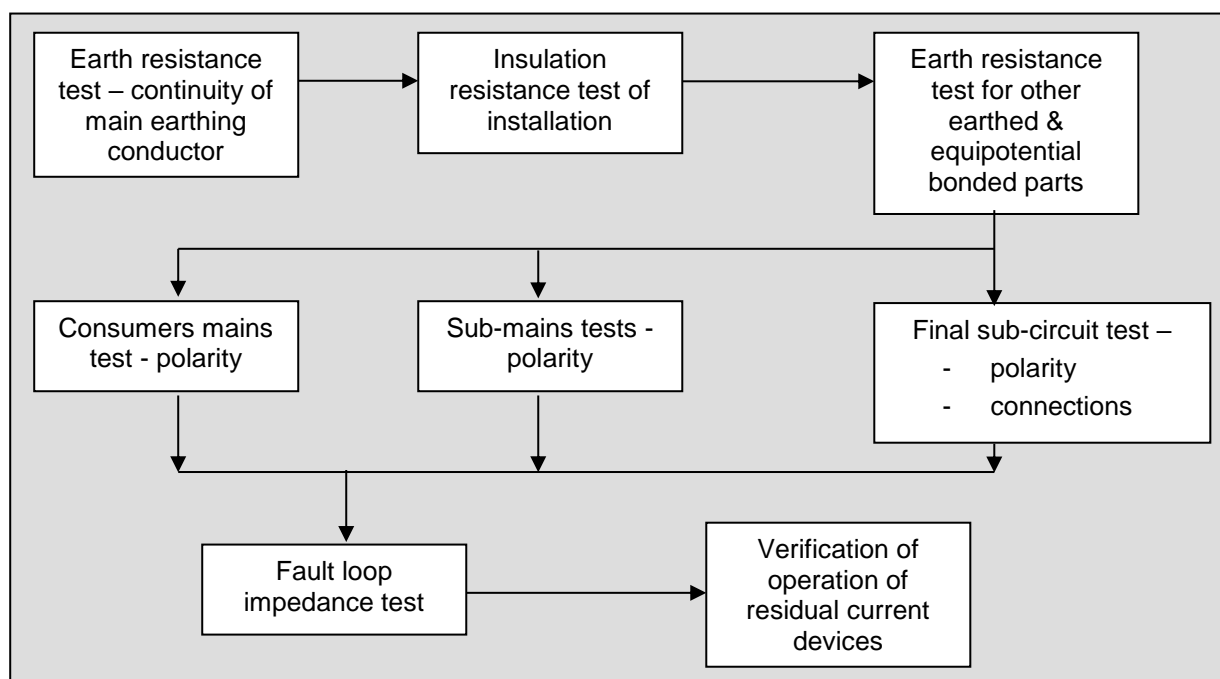 Earth resistance
test – continuity of
main earthing
conductor
Insulation
resistance test of
installation
Earth resistance
test for other
earthed &
equipotential
bonded parts
Consumers mains
test - polarity
Sub-mains tests -
polarity
Final sub-circuit test –
- polarity
- connections
Fault loop
impedance test
Verification of
operation of
residual current
devices